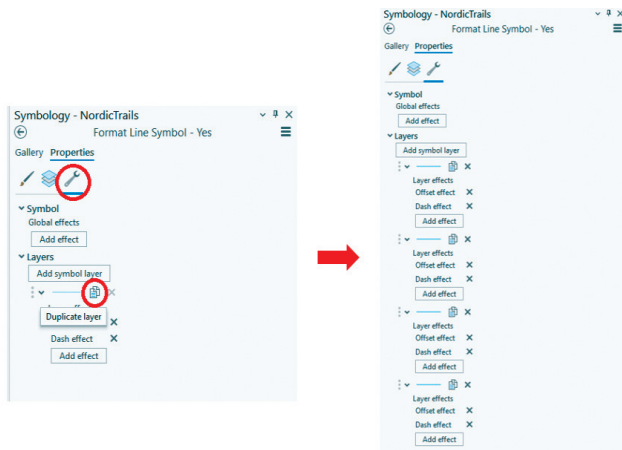 Symbology - NordicTrails
Format Line Symbol - Yes
Gallery Properties
Symbol
Global effects
Add effect
Layers
Add symbol layer
Duplicate layer
Dash effect
Add effect
Symbology - NordicTrails
Format Line Symbol - Yes
Gallery Properties
Symbol
Global effects
Add effect
Layers
Add symbol layer
Layer effects
Offset effect
Dash effect
Add effect
Layer effects
Offset effect
Dash effect
Add effect
Layer effects
Offset effect
Dash effect
Add effect
Layer effects
Offset effect
Dash effect
Add effect